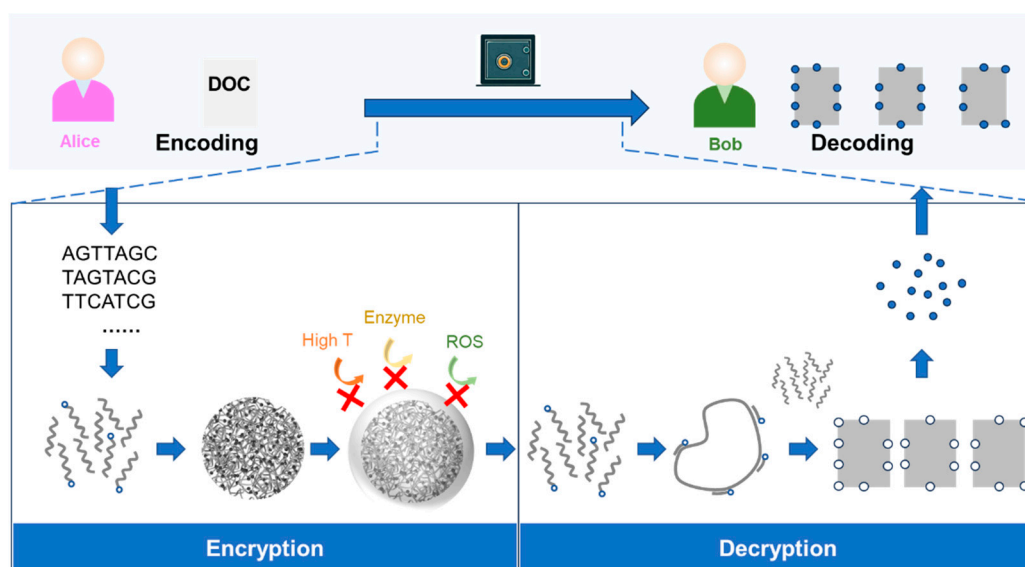 DOC
Alice
Encoding
Bob
Decoding
AGTTAGC
TAGTACG
TTCATCG
......
High T
Enzyme
ROS
Encryption
Decryption